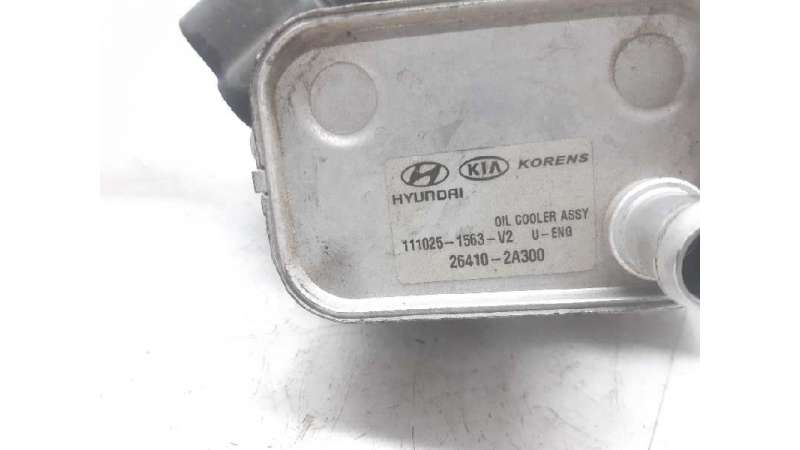 HYUNDAI KIA KORENS
OIL COOLER ASSY
111025-1563-V2 U-ENG
26410-2A300